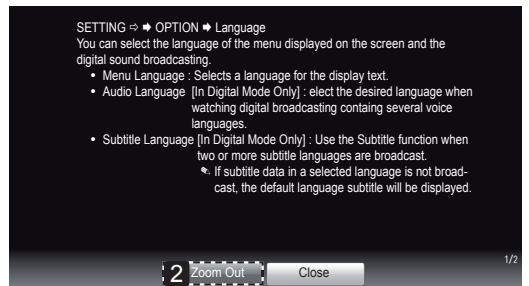 SETTING ⇨ ➡ OPTION ➡ Language
You can select the language of the menu displayed on the screen and the
digital sound broadcasting.
• Menu Language : Selects a language for the display text.
• Audio Language [In Digital Mode Only] : elect the desired language when
watching digital broadcasting containg several voice
languages.
• Subtitle Language [In Digital Mode Only] : Use the Subtitle function when
two or more subtitle languages are broadcast.
✎ If subtitle data in a selected language is not broad-
cast, the default language subtitle will be displayed.
1/2
2 Zoom Out Close